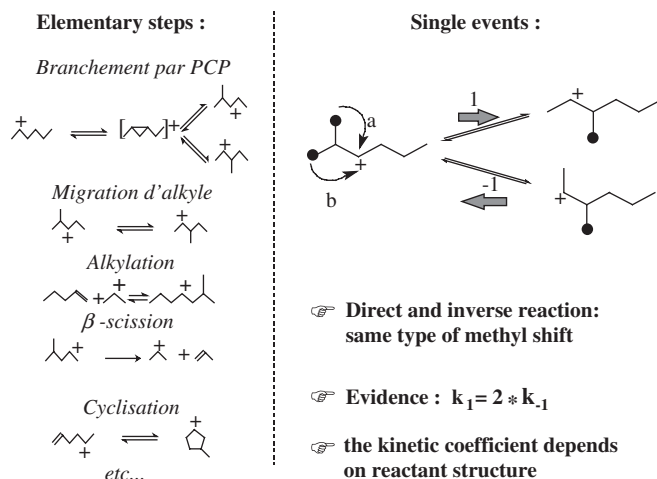 Elementary steps :
Branchement par PCP
+
[ ]+
+
+
Migration d'alkyle
+
+
Alkylation
+
+
+
β -scission
+
+
+
Cyclisation
+
+
etc...
Single events :
1
a
+
b
-1
+
+
☞ Direct and inverse reaction:
same type of methyl shift
☞ Evidence : k1= 2 * k-1
☞ the kinetic coefficient depends
on reactant structure